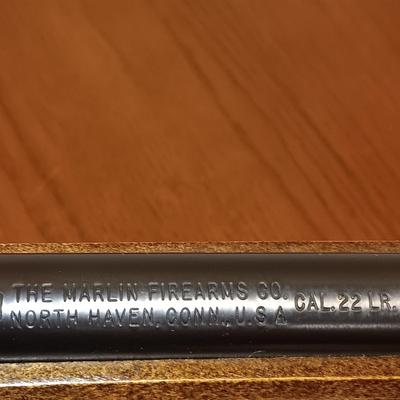 THE MARLIN FIREARMS CO.
NORTH HAVEN, CONN., U.S.A.
CAL. 22 LR.